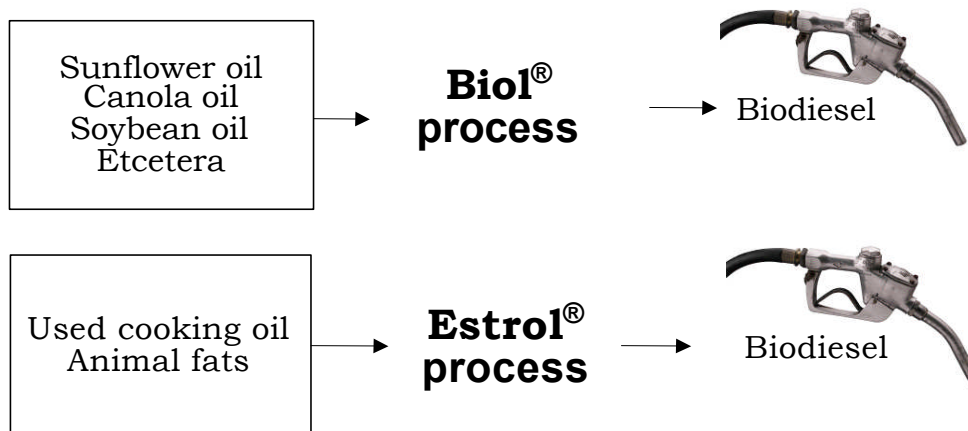 Sunflower oil
Canola oil
Soybean oil
Etcetera
Biol®
process
Biodiesel
Used cooking oil
Animal fats
Estrol®
process
Biodiesel